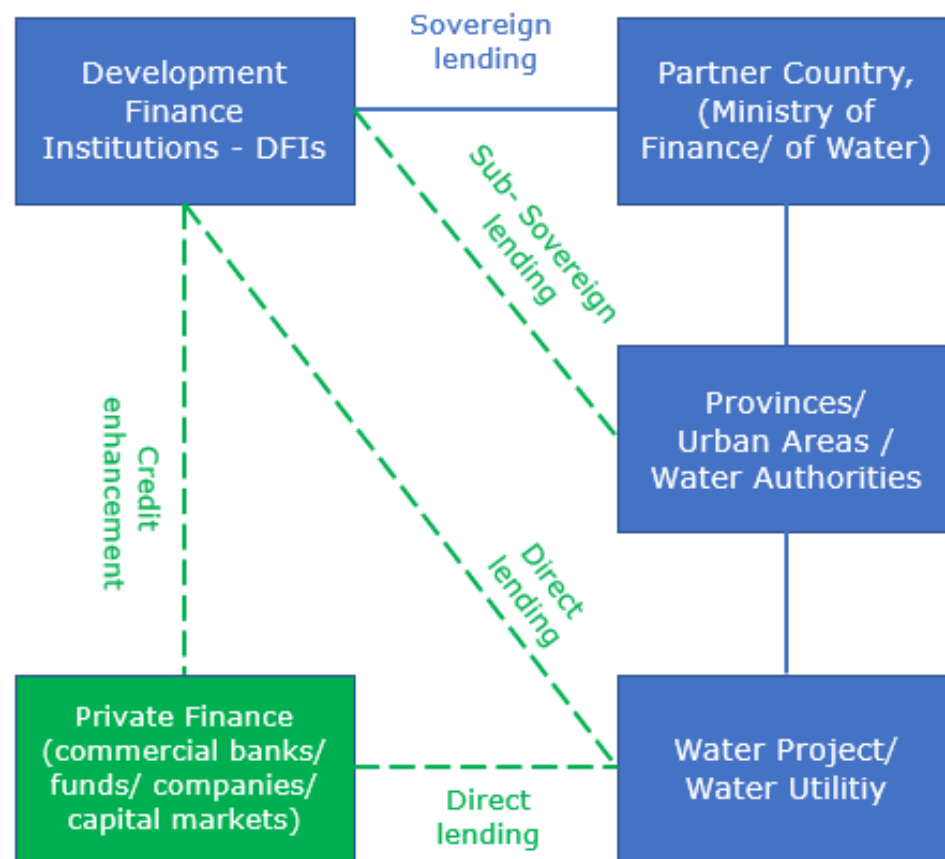 Development
Finance
Institutions - DFIs
Sovereign
lending
Partner Country,
(Ministry of
Finance/ of Water)
Sub- Sovereign
lending
Provinces/
Urban Areas /
Water Authorities
Credit
enhancement
Direct
lending
Private Finance
(commercial banks/
funds/ companies/
capital markets)
Direct
lending
Water Project/
Water Utilitiy